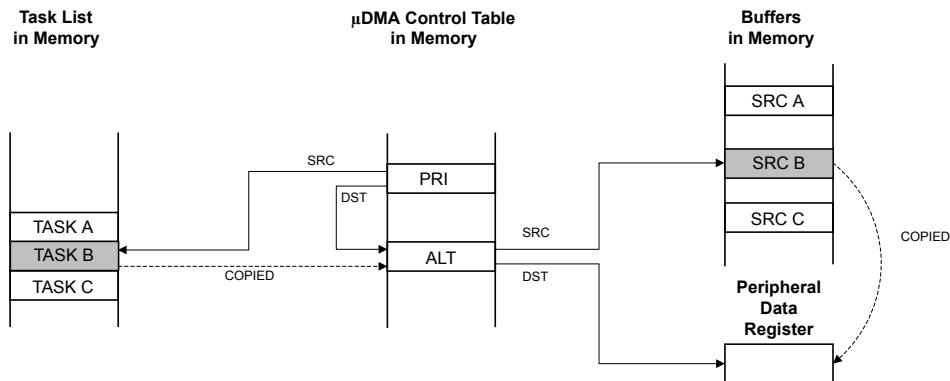 Task List
in Memory
µDMA Control Table
in Memory
Buffers
in Memory
SRC A
SRC
PRI
SRC B
DST
TASK A
SRC C
SRC
TASK B
ALT
COPIED
COPIED
DST
TASK C
Peripheral
Data
Register